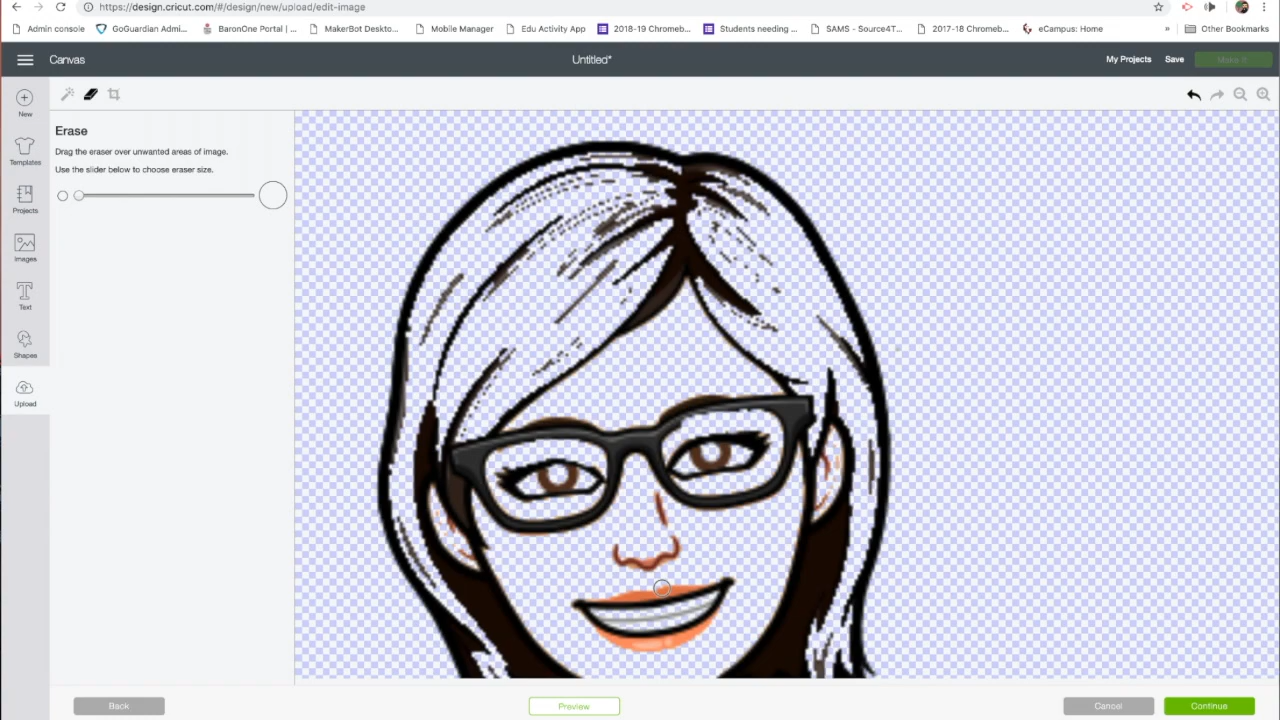 https://design.cricut.com/#/design/new/upload/edit-image
Admin console
GoGuardian Admi...
BaronOne Portal | ...
MakerBot Deskto...
Mobile Manager
Edu Activity App
2018-19 Chromeb...
Students needing ...
SAMS - Source4T...
2017-18 Chromeb...
eCampus: Home
»
Other Bookmarks
Canvas
Untitled*
My Projects
Save
Make It
New
Templates
Projects
Images
Text
Shapes
Upload
Erase
Drag the eraser over unwanted areas of image.
Use the slider below to choose eraser size.
Back
Preview
Cancel
Continue